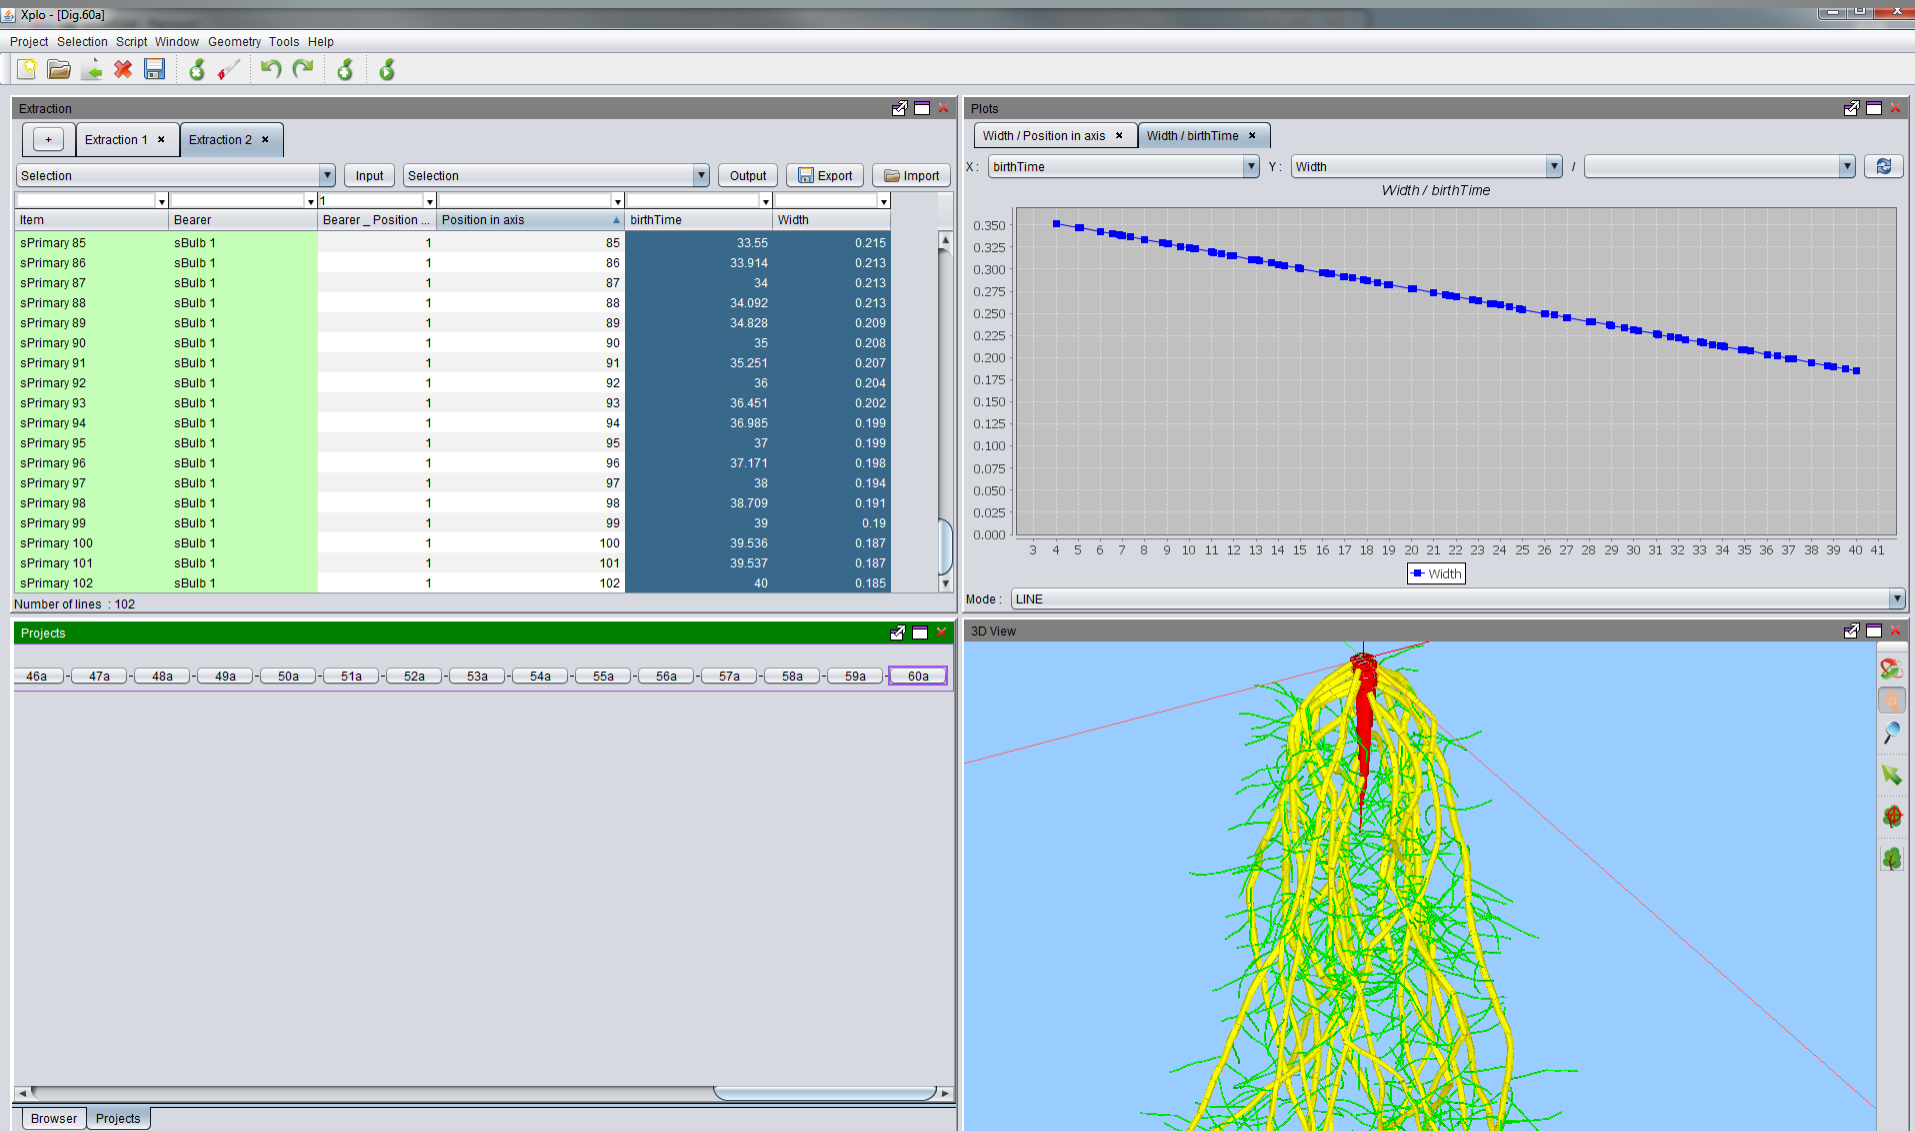 Xplo - [Dig.60a]
Project Selection Script Window Geometry Tools Help
Extraction
+ Extraction 1 × Extraction 2 ×
Selection Input Selection Output Export Import
1
Item Bearer Bearer _ Position ... Position in axis birthTime Width
sPrimary 85 sBulb 1 1 85 33.55 0.215
sPrimary 86 sBulb 1 1 86 33.914 0.213
sPrimary 87 sBulb 1 1 87 34 0.213
sPrimary 88 sBulb 1 1 88 34.092 0.213
sPrimary 89 sBulb 1 1 89 34.828 0.209
sPrimary 90 sBulb 1 1 90 35 0.208
sPrimary 91 sBulb 1 1 91 35.251 0.207
sPrimary 92 sBulb 1 1 92 36 0.204
sPrimary 93 sBulb 1 1 93 36.451 0.202
sPrimary 94 sBulb 1 1 94 36.985 0.199
sPrimary 95 sBulb 1 1 95 37 0.199
sPrimary 96 sBulb 1 1 96 37.171 0.198
sPrimary 97 sBulb 1 1 97 38 0.194
sPrimary 98 sBulb 1 1 98 38.709 0.191
sPrimary 99 sBulb 1 1 99 39 0.19
sPrimary 100 sBulb 1 1 100 39.536 0.187
sPrimary 101 sBulb 1 1 101 39.537 0.187
sPrimary 102 sBulb 1 1 102 40 0.185
Number of lines : 102
Plots
Width / Position in axis × Width / birthTime ×
X : birthTime Y : Width /
Width / birthTime
0.350
0.325
0.300
0.275
0.250
0.225
0.200
0.175
0.150
0.125
0.100
0.075
0.050
0.025
0.000
3 4 5 6 7 8 9 10 11 12 13 14 15 16 17 18 19 20 21 22 23 24 25 26 27 28 29 30 31 32 33 34 35 36 37 38 39 40 41
Width
Mode : LINE
Projects
46a - 47a - 48a - 49a - 50a - 51a - 52a - 53a - 54a - 55a - 56a - 57a - 58a - 59a - 60a
Browser Projects
3D View